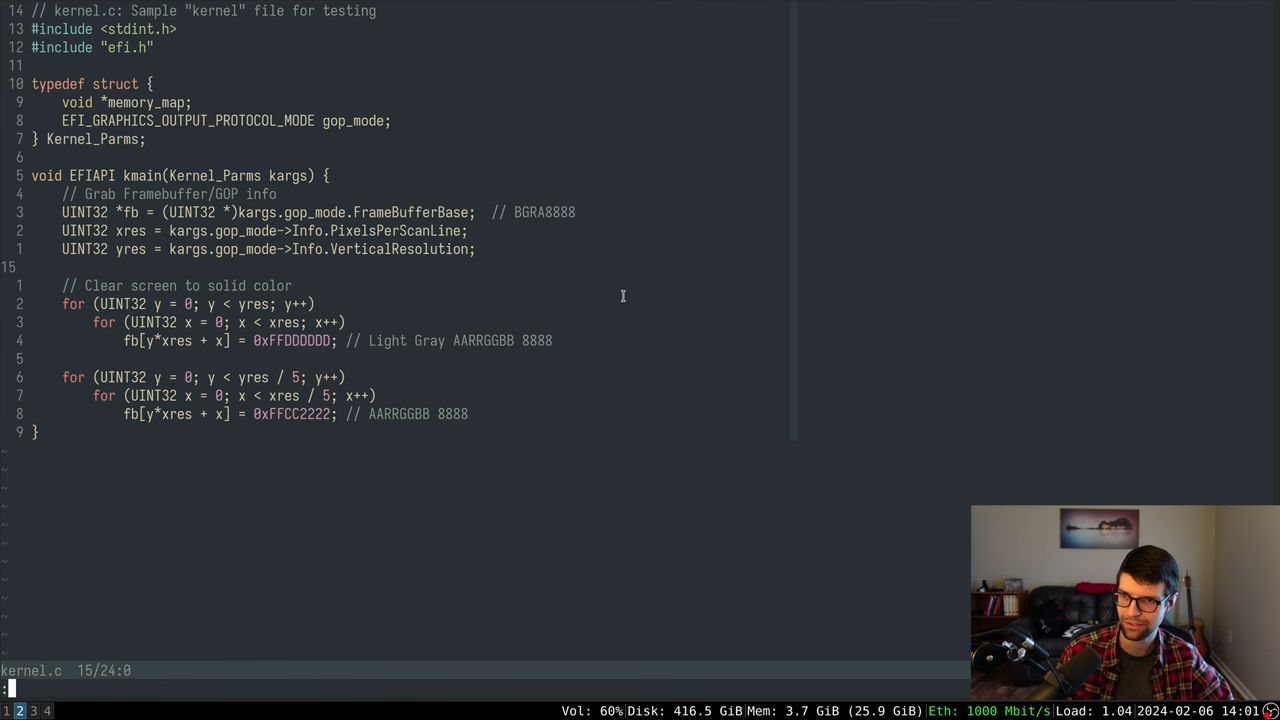 14 // kernel.c: Sample "kernel" file for testing
13 #include <stdint.h>
12 #include "efi.h"
11
10 typedef struct {
9     void *memory_map;
8     EFI_GRAPHICS_OUTPUT_PROTOCOL_MODE gop_mode;
7 } Kernel_Parms;
6
5 void EFIAPI kmain(Kernel_Parms kargs) {
4     // Grab Framebuffer/GOP info
3     UINT32 *fb = (UINT32 *)kargs.gop_mode.FrameBufferBase;  // BGRA8888
2     UINT32 xres = kargs.gop_mode->Info.PixelsPerScanLine;
1     UINT32 yres = kargs.gop_mode->Info.VerticalResolution;
15
1     // Clear screen to solid color
2     for (UINT32 y = 0; y < yres; y++)
3         for (UINT32 x = 0; x < xres; x++)
4             fb[y*xres + x] = 0xFFDDDDDD; // Light Gray AARRGGBB 8888
5
6     for (UINT32 y = 0; y < yres / 5; y++)
7         for (UINT32 x = 0; x < xres / 5; x++)
8             fb[y*xres + x] = 0xFFCC2222; // AARRGGBB 8888
9 }
~
~
~
~
~
~
~
~
~
~
~
~
kernel.c  15/24:0
:
1 2 3 4 Vol: 60%|Disk: 416.5 GiB|Mem: 3.7 GiB (25.9 GiB)|Eth: 1000 Mbit/s|Load: 1.04|2024-02-06 14:01